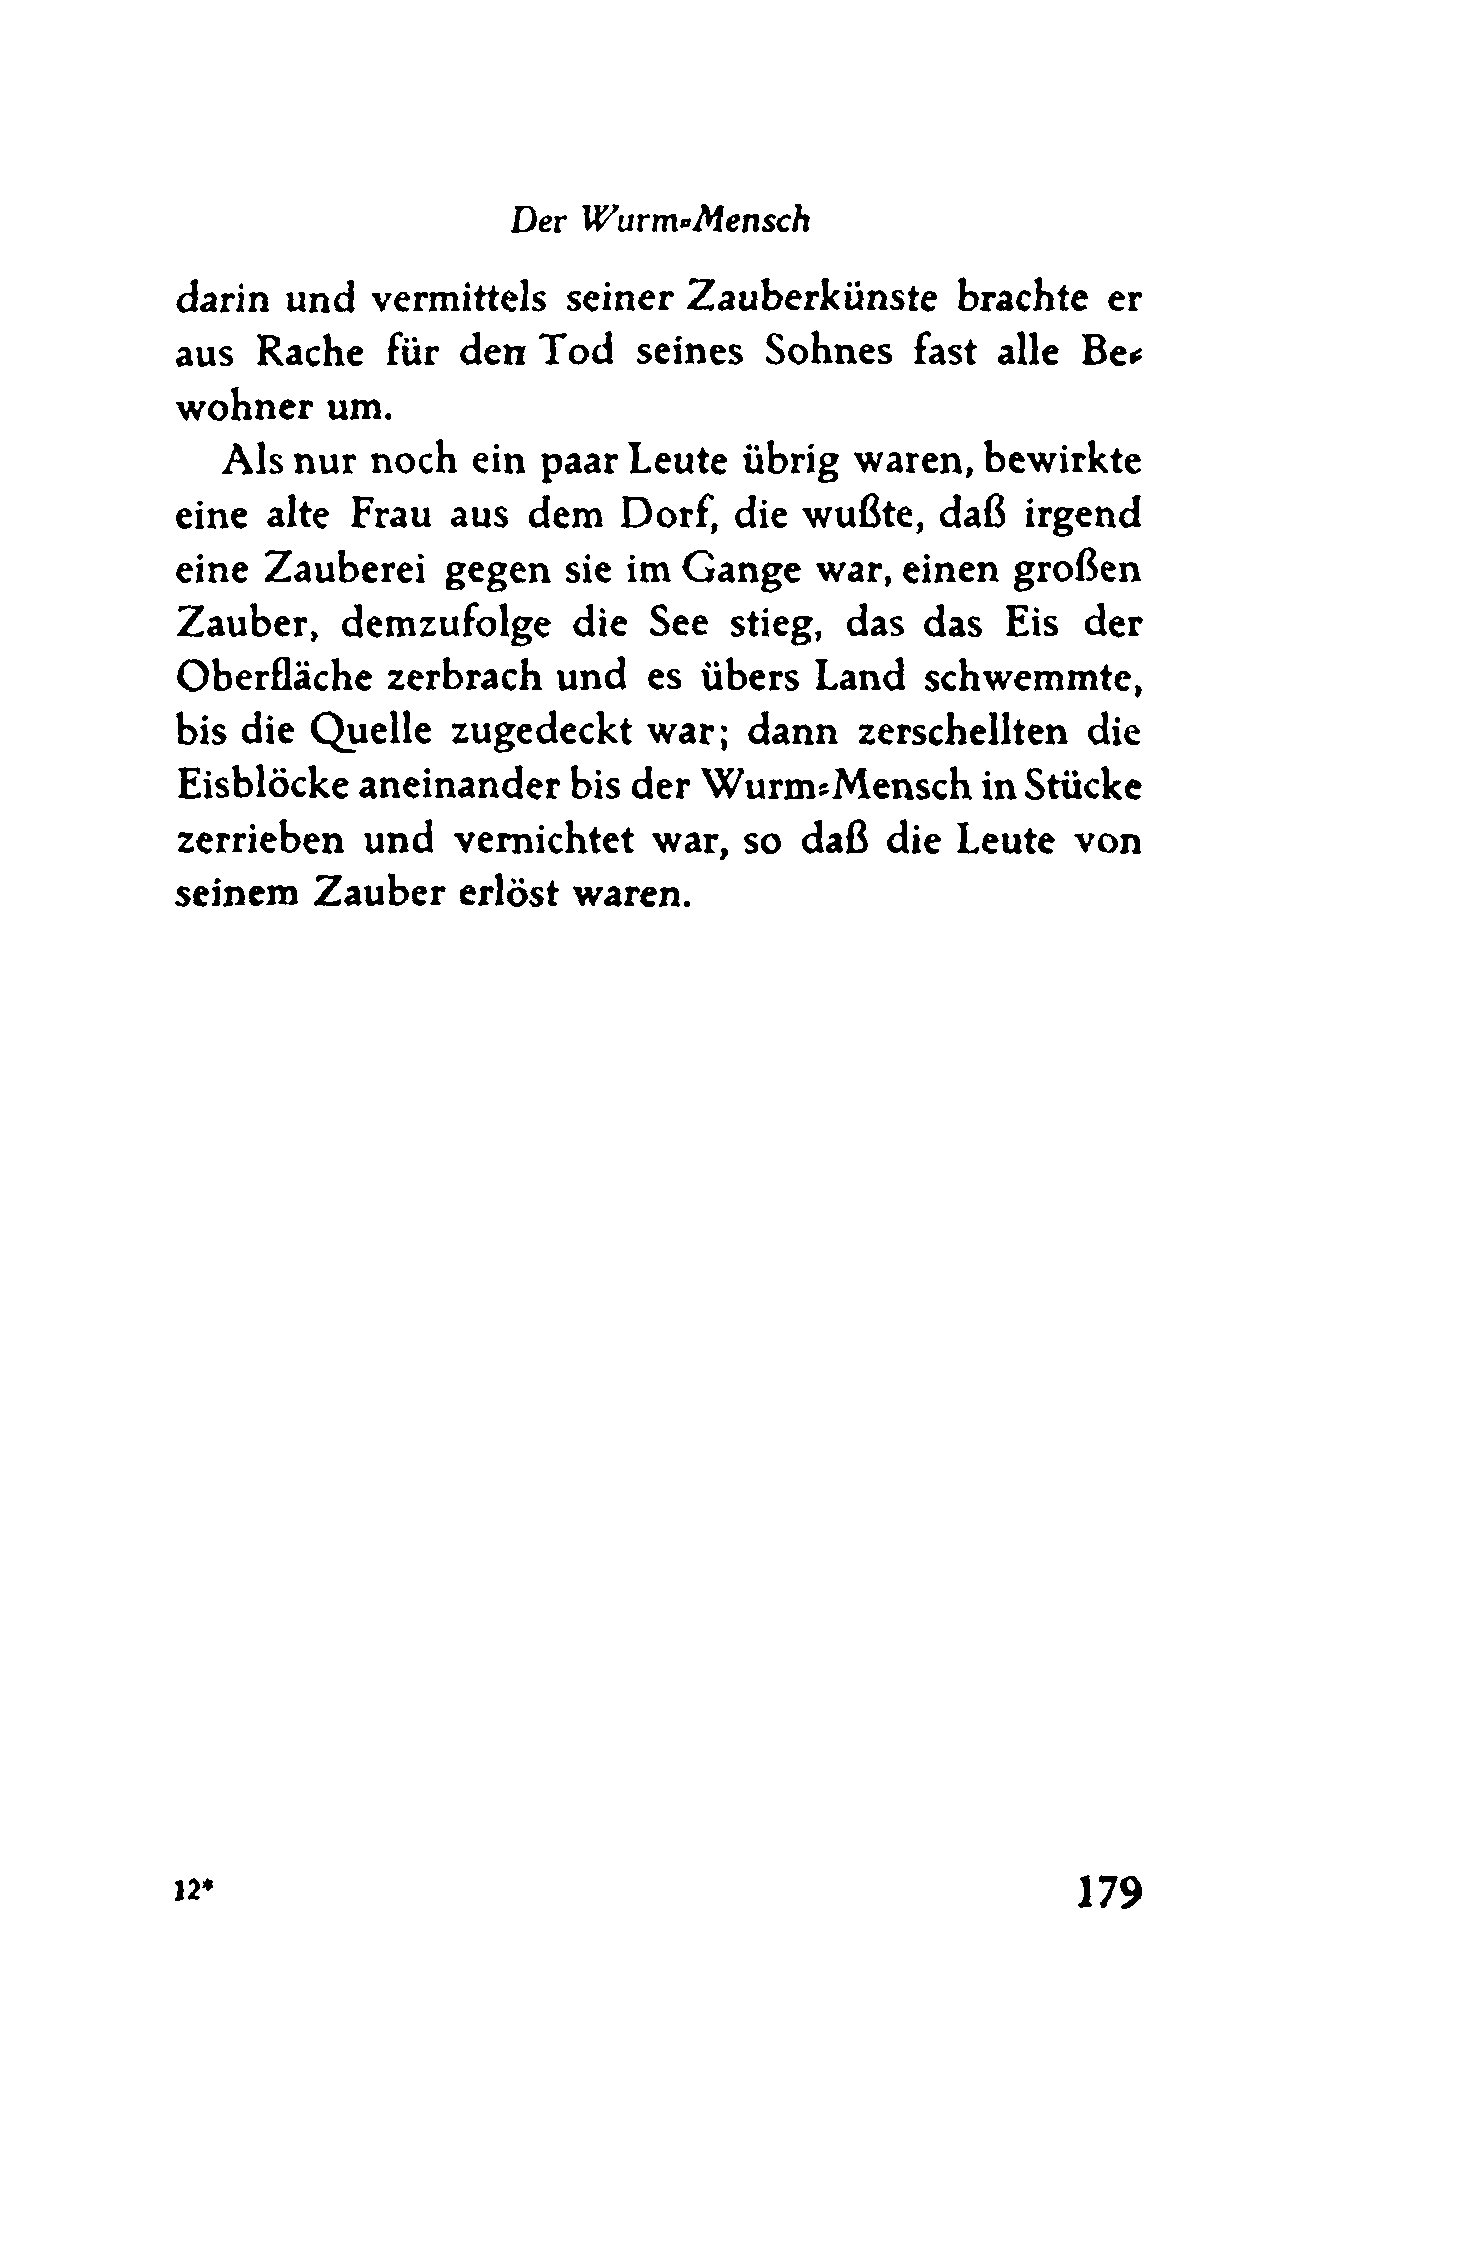 Der Wurm-Mensch
darin und vermittels seiner Zauberkünste brachte er
aus Rache für den Tod seines Sohnes fast alle Be-
wohner um.
Als nur noch ein paar Leute übrig waren, bewirkte
eine alte Frau aus dem Dorf, die wußte, daß irgend
eine Zauberei gegen sie im Gange war, einen großen
Zauber, demzufolge die See stieg, das das Eis der
Oberfläche zerbrach und es übers Land schwemmte,
bis die Quelle zugedeckt war; dann zerschellten die
Eisblöcke aneinander bis der Wurm-Mensch in Stücke
zerrieben und vernichtet war, so daß die Leute von
seinem Zauber erlöst waren.
12*
179